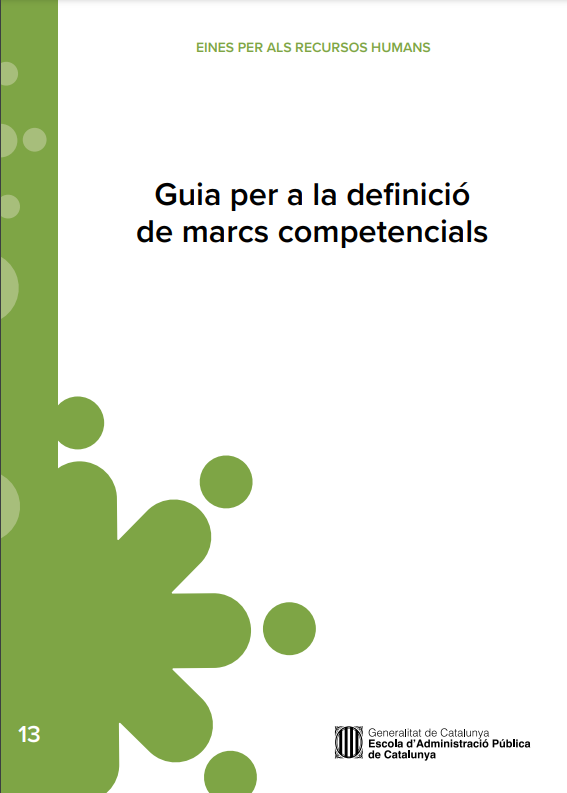 EINES PER ALS RECURSOS HUMANS
Guia per a la definició
de marcs competencials
13
Generalitat de Catalunya
Escola d'Administració Pública
de Catalunya